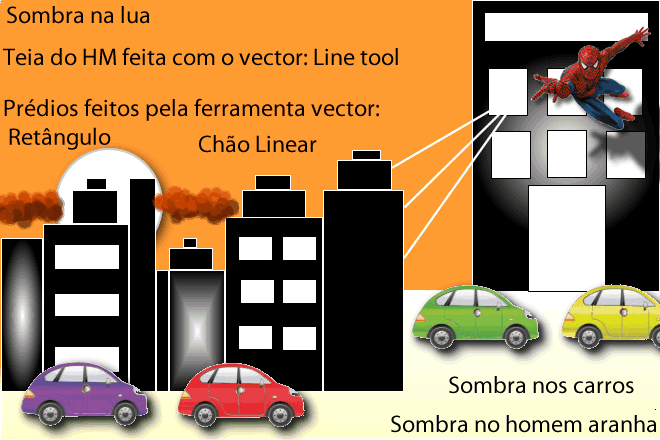 Sombra na lua
Teia do HM feita com o vector: Line tool
Prédios feitos pela ferramenta vector:
Retângulo
Chão Linear
Sombra nos carros
Sombra no homem aranha